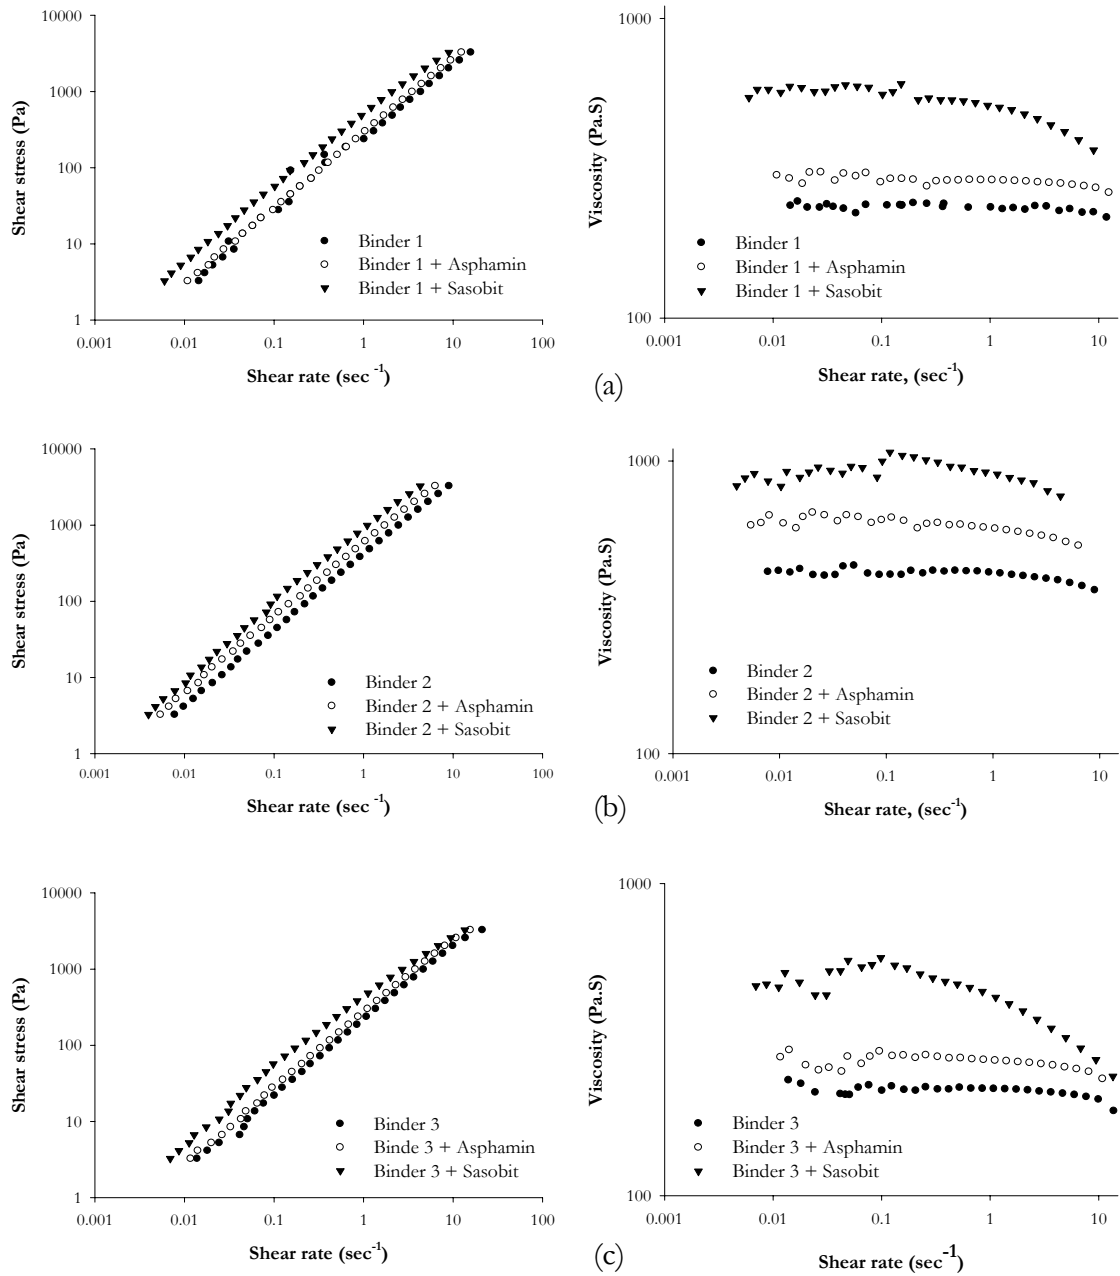 10000
1000
100
10
1
Shear stress (Pa)
0.001 0.01 0.1 1 10 100
Shear rate (sec -1)
Binder 1
Binder 1 + Asphamin
Binder 1 + Sasobit
1000
100
Viscosity (Pa.S)
0.001 0.01 0.1 1 10
Shear rate, (sec-1)
Binder 1
Binder 1 + Asphamin
Binder 1 + Sasobit
(a)
10000
1000
100
10
1
Shear stress (Pa)
0.001 0.01 0.1 1 10 100
Shear rate (sec -1)
Binder 2
Binder 2 + Asphamin
Binder 2 + Sasobit
1000
100
Viscosity (Pa.S)
0.001 0.01 0.1 1 10
Shear rate, (sec-1)
Binder 2
Binder 2 + Asphamin
Binder 2 + Sasobit
(b)
10000
1000
100
10
1
Shear stress (Pa)
0.001 0.01 0.1 1 10 100
Shear rate (sec-1)
Binder 3
Binde 3 + Asphamin
Binder 3 + Sasobit
1000
100
Viscosity (Pa.S)
0.001 0.01 0.1 1 10
Shear rate (sec-1)
Binder 3
Binder 3 + Asphamin
Binder 3 + Sasobit
(c)